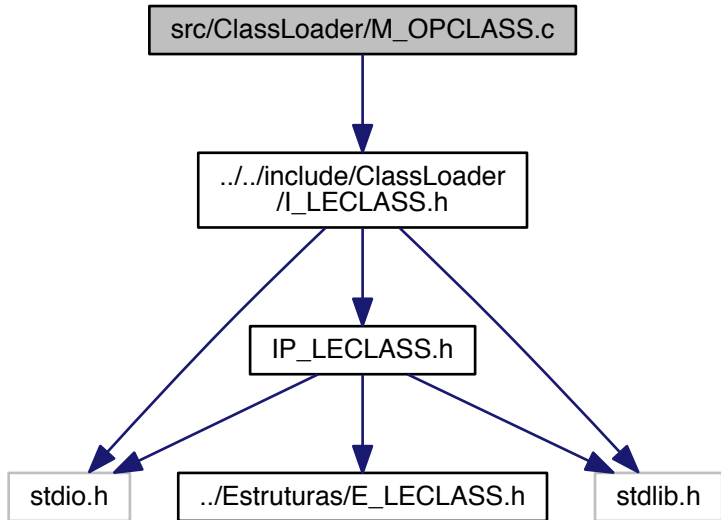 src/ClassLoader/M_OPCLASS.c
../../include/ClassLoader
/I_LECLASS.h
IP_LECLASS.h
stdio.h
../Estruturas/E_LECLASS.h
stdlib.h